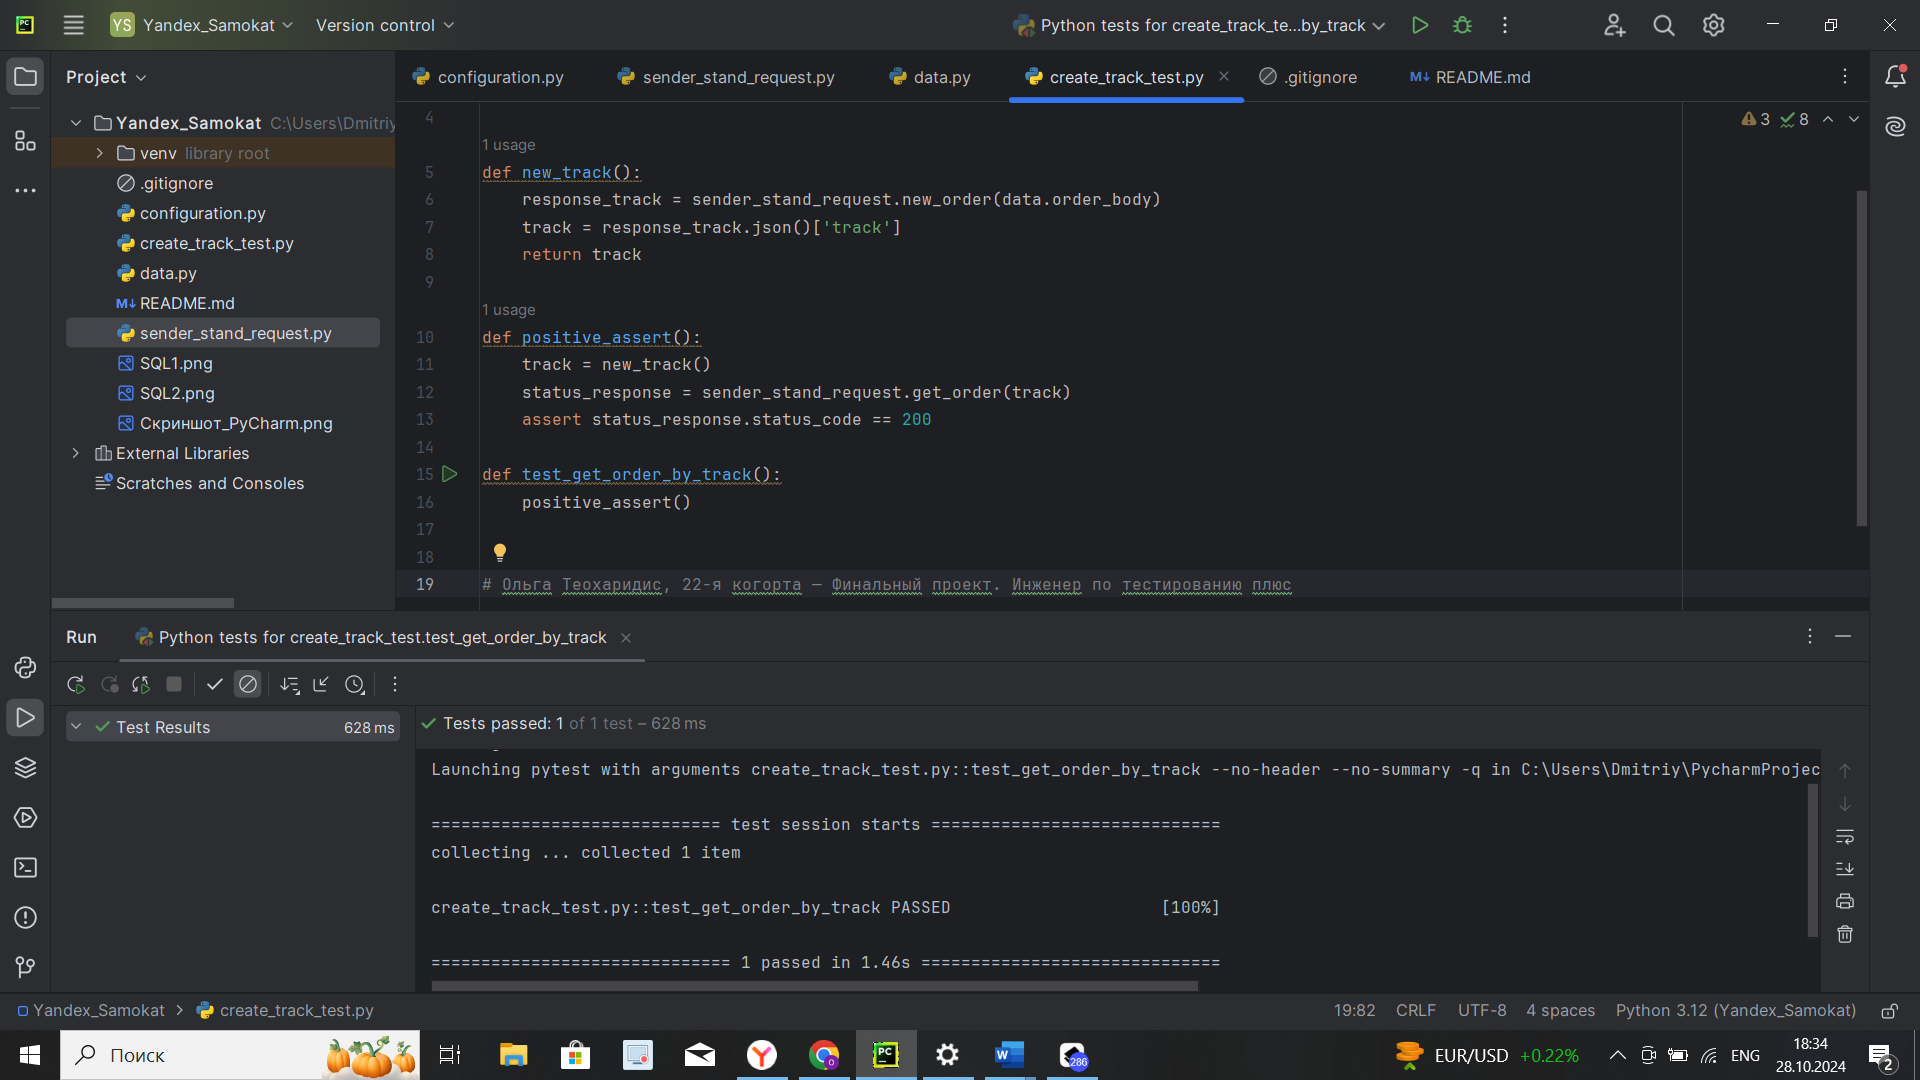 YS Yandex_Samokat Version control Python tests for create_track_te...by_track
Project
configuration.py sender_stand_request.py data.py create_track_test.py .gitignore README.md
Yandex_Samokat C:\Users\Dmitriy
venv library root
.gitignore
configuration.py
create_track_test.py
data.py
README.md
sender_stand_request.py
SQL1.png
SQL2.png
Скриншот_PyCharm.png
External Libraries
Scratches and Consoles
3 8
4
1 usage
5 def new_track():
6 response_track = sender_stand_request.new_order(data.order_body)
7 track = response_track.json()['track']
8 return track
9
1 usage
10 def positive_assert():
11 track = new_track()
12 status_response = sender_stand_request.get_order(track)
13 assert status_response.status_code == 200
14
15 def test_get_order_by_track():
16 positive_assert()
17
18
19 # Ольга Теохаридис, 22-я когорта — Финальный проект. Инженер по тестированию плюс
Run Python tests for create_track_test.test_get_order_by_track
Test Results 628 ms
Tests passed: 1 of 1 test – 628 ms
Launching pytest with arguments create_track_test.py::test_get_order_by_track --no-header --no-summary -q in C:\Users\Dmitriy\PycharmProjec
============================= test session starts =============================
collecting ... collected 1 item
create_track_test.py::test_get_order_by_track PASSED [100%]
============================== 1 passed in 1.46s ==============================
Yandex_Samokat create_track_test.py 19:82 CRLF UTF-8 4 spaces Python 3.12 (Yandex_Samokat)
Поиск 286 EUR/USD +0.22% ENG 18:34
28.10.2024 2